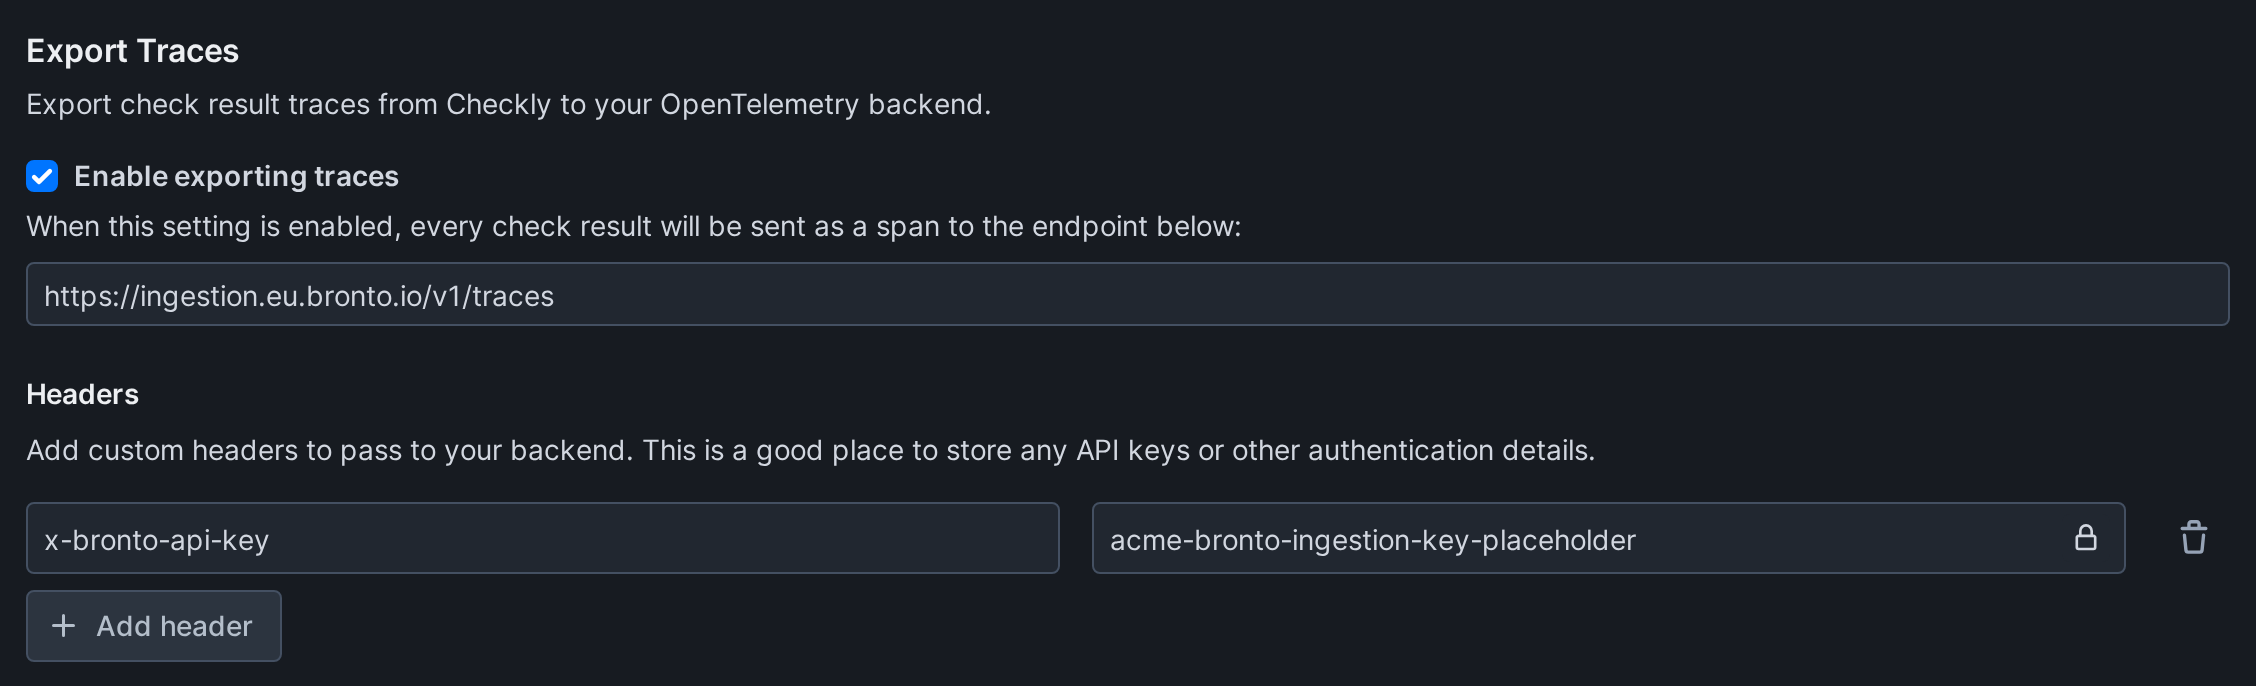 Export Traces
Export check result traces from Checkly to your OpenTelemetry backend.
Enable exporting traces
When this setting is enabled, every check result will be sent as a span to the endpoint below:
https://ingestion.eu.bronto.io/v1/traces
Headers
Add custom headers to pass to your backend. This is a good place to store any API keys or other authentication details.
x-bronto-api-key
acme-bronto-ingestion-key-placeholder
Add header